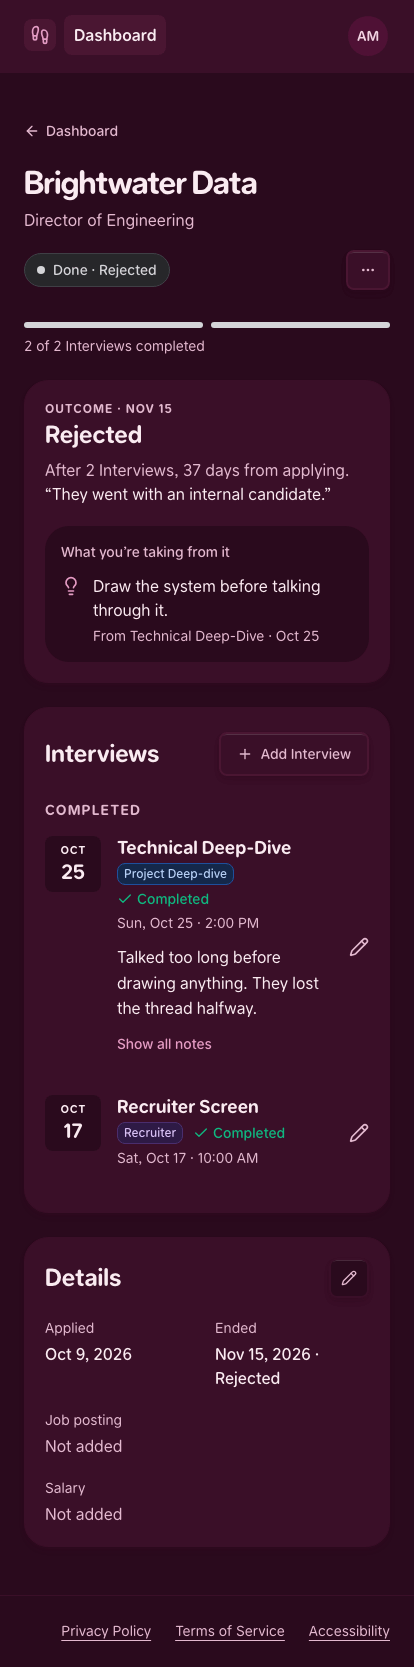 Dashboard
AM
Dashboard
Brightwater Data
Director of Engineering
Done · Rejected
2 of 2 Interviews completed
OUTCOME · NOV 15
Rejected
After 2 Interviews, 37 days from applying.
“They went with an internal candidate.”
What you’re taking from it
Draw the system before talking
through it.
From Technical Deep-Dive · Oct 25
Interviews
Add Interview
COMPLETED
OCT
25
Technical Deep-Dive
Project Deep-dive
Completed
Sun, Oct 25 · 2:00 PM
Talked too long before
drawing anything. They lost
the thread halfway.
Show all notes
OCT
17
Recruiter Screen
Recruiter
Completed
Sat, Oct 17 · 10:00 AM
Details
Applied
Oct 9, 2026
Ended
Nov 15, 2026 ·
Rejected
Job posting
Not added
Salary
Not added
Privacy Policy
Terms of Service
Accessibility